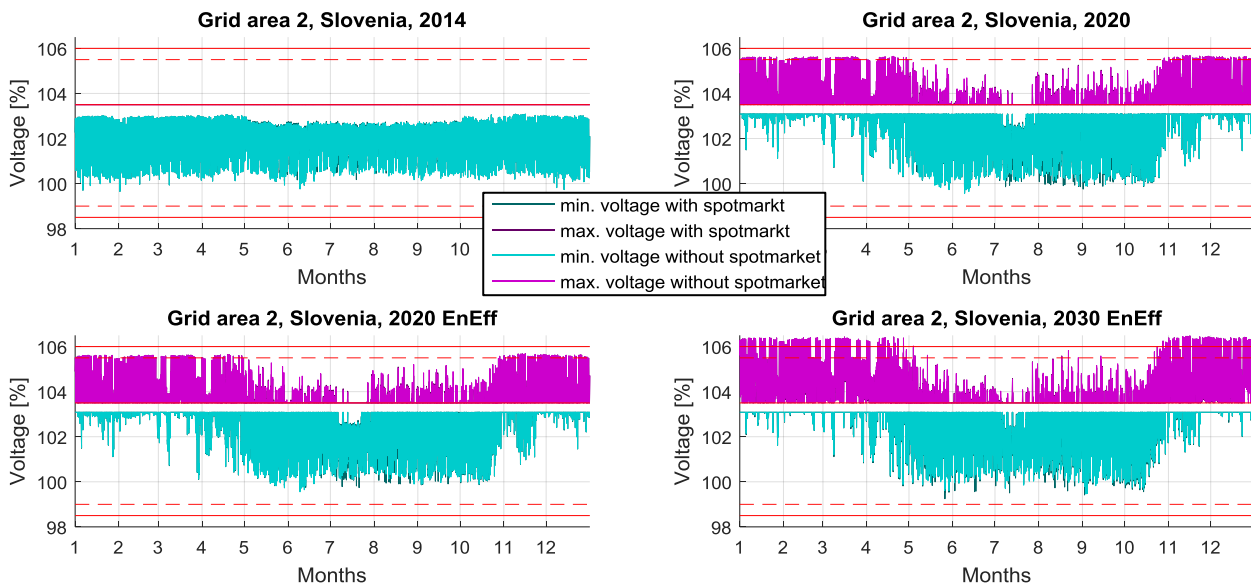 Grid area 2, Slovenia, 2014
Voltage [%]
106
104
102
100
98
1 2 3 4 5 6 7 8 9 10
Months
Grid area 2, Slovenia, 2020
Voltage [%]
106
104
102
100
4 5 6 7 8 9 10 11 12
Months
min. voltage with spotmarkt
max. voltage with spotmarkt
min. voltage without spotmarket
max. voltage without spotmarket
Grid area 2, Slovenia, 2020 EnEff
Voltage [%]
106
104
102
100
98
1 2 3 4 5 6 7 8 9 10 11 12
Months
Grid area 2, Slovenia, 2030 EnEff
Voltage [%]
106
104
102
100
98
1 2 3 4 5 6 7 8 9 10 11 12
Months